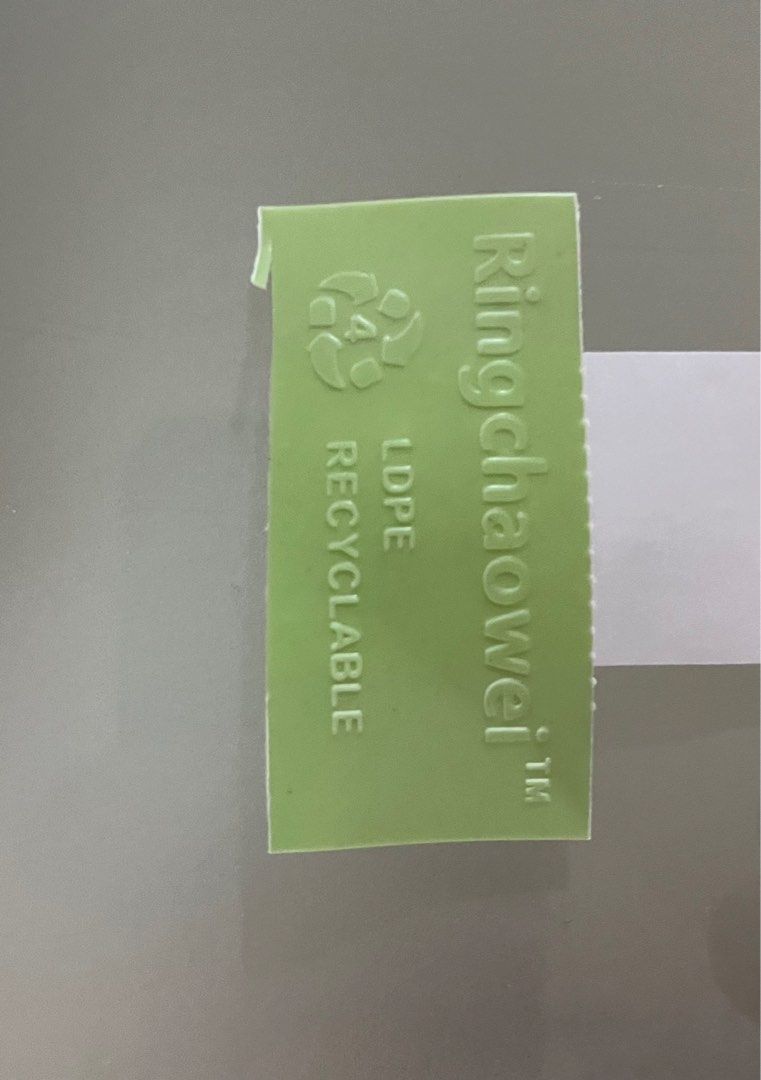 Ringchaowei™
4
LDPE
RECYCLABLE